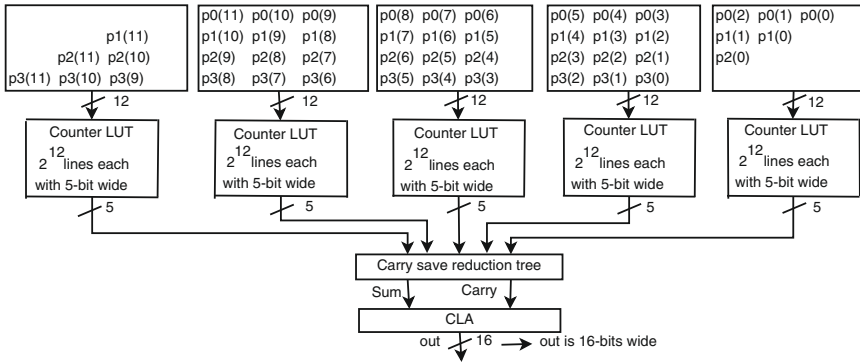 p1(11)
p2(11) p2(10)
p3(11) p3(10) p3(9)
p0(11) p0(10) p0(9)
p1(10) p1(9) p1(8)
p2(9) p2(8) p2(7)
p3(8) p3(7) p3(6)
p0(8) p0(7) p0(6)
p1(7) p1(6) p1(5)
p2(6) p2(5) p2(4)
p3(5) p3(4) p3(3)
p0(5) p0(4) p0(3)
p1(4) p1(3) p1(2)
p2(3) p2(2) p2(1)
p3(2) p3(1) p3(0)
p0(2) p0(1) p0(0)
p1(1) p1(0)
p2(0)
12
12
12
12
12
Counter LUT
2^12 lines each
with 5-bit wide
Counter LUT
2^12 lines each
with 5-bit wide
Counter LUT
2^12 lines each
with 5-bit wide
Counter LUT
2^12 lines each
with 5-bit wide
Counter LUT
2^12 lines each
with 5-bit wide
5
5
5
5
5
Carry save reduction tree
Sum Carry
CLA
out 16 out is 16-bits wide